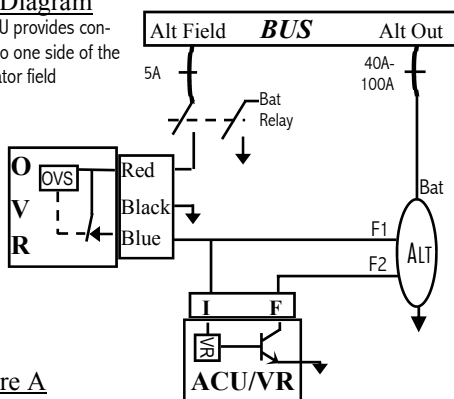 Diagram
U provides con-
o one side of the
ator field
Alt Field BUS Alt Out
5A
40A-
100A
Bat
Relay
O
V
R
OVS
Red
Black
Blue
Bat
F1
F2
ALT
I F
VR
ACU/VR
re A